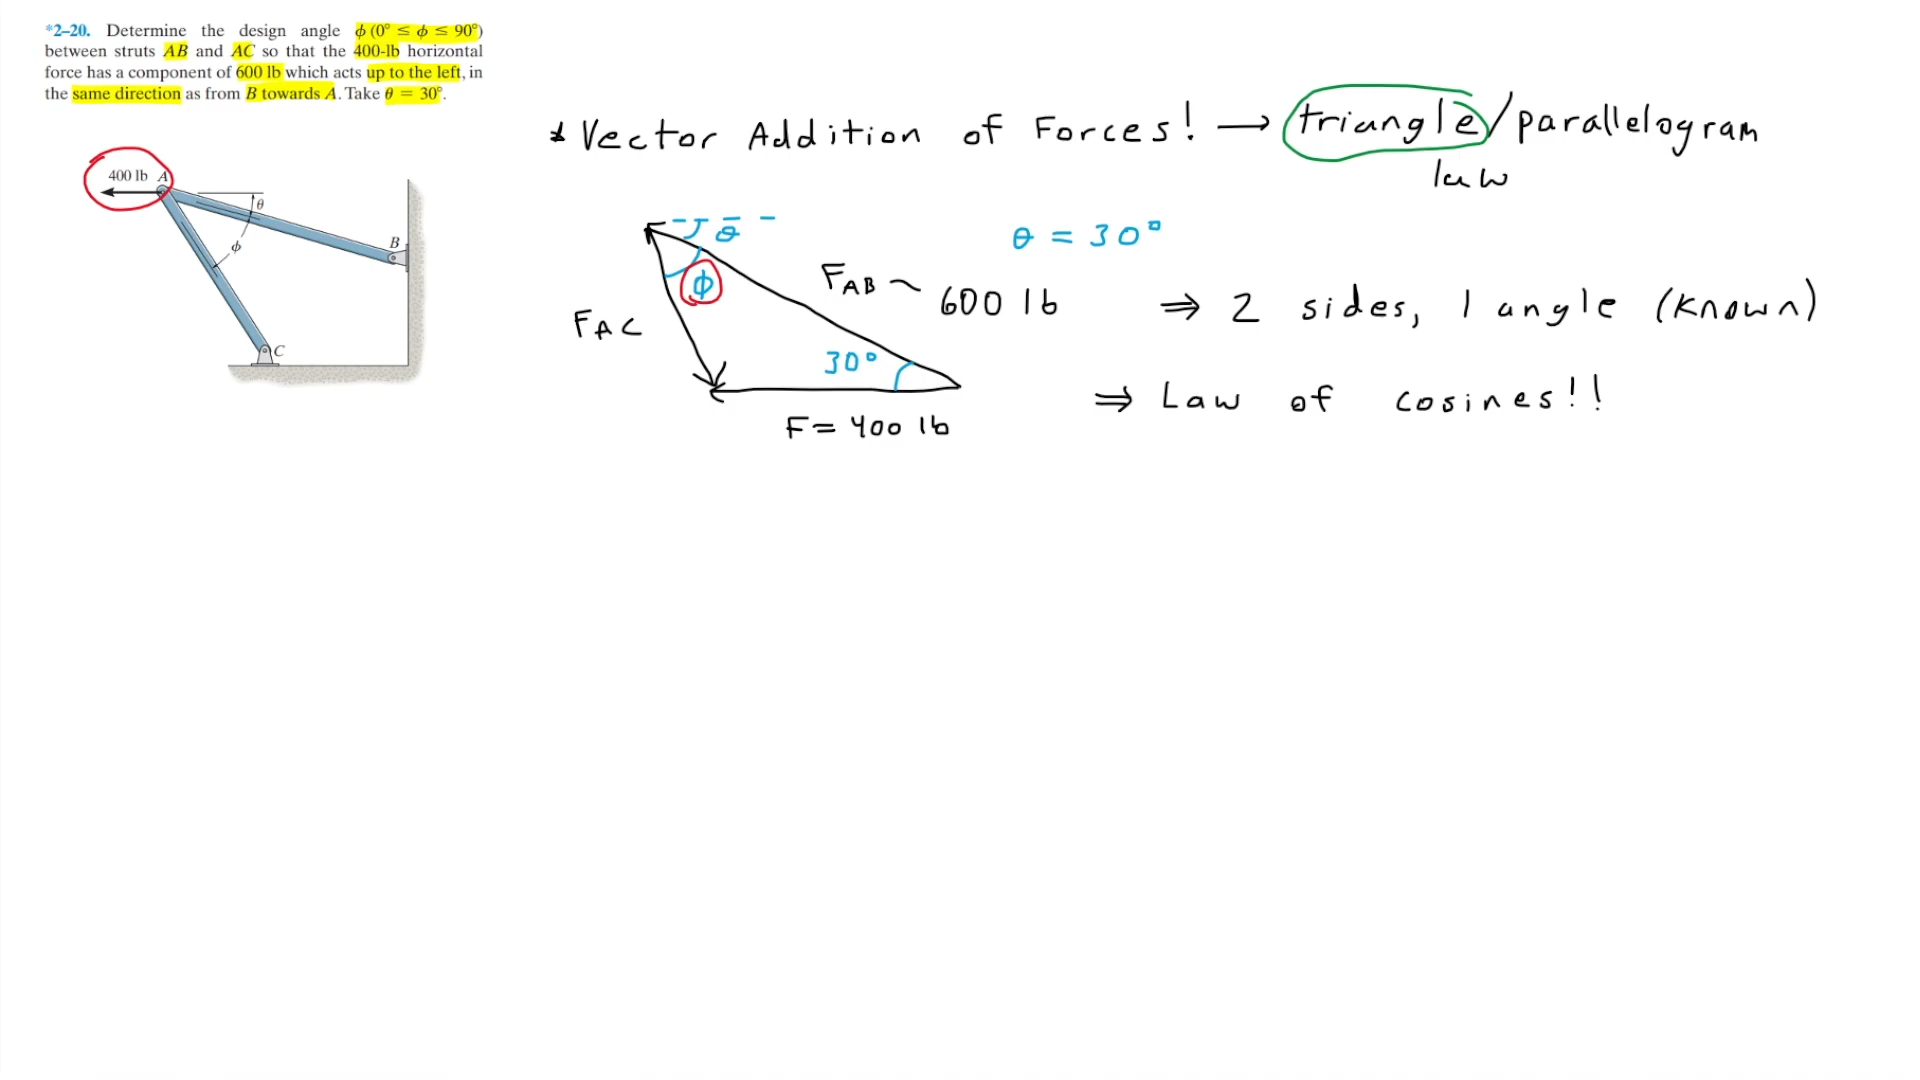 *2–20. Determine the design angle ϕ (0° ≤ ϕ ≤ 90°)
between struts AB and AC so that the 400-lb horizontal
force has a component of 600 lb which acts up to the left, in
the same direction as from B towards A. Take θ = 30°.
* Vector Addition of Forces! → triangle/parallelogram
law
400 lb A
θ
ϕ
B
C
θ
θ = 30°
ϕ
F AB ~ 600 lb
⇒ 2 sides, 1 angle (known)
F AC
30°
⇒ Law of cosines!!
F = 400 lb